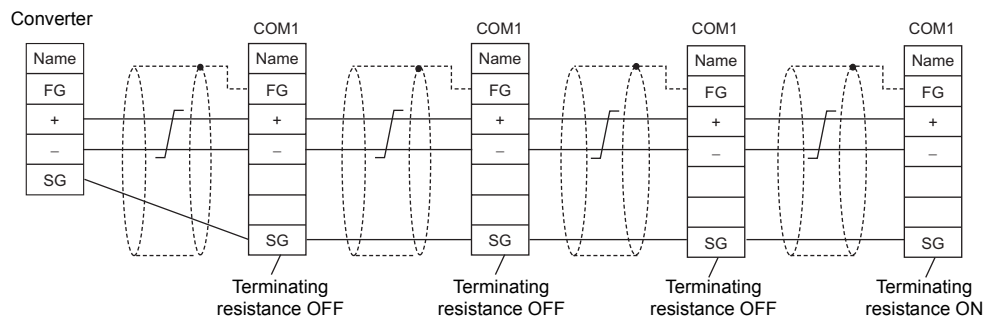 Converter
COM1 COM1 COM1 COM1
Name Name Name Name Name
FG FG FG FG FG
+ + + + +
– – – – –
SG
SG SG SG SG
Terminating Terminating Terminating Terminating
resistance OFF resistance OFF resistance OFF resistance ON